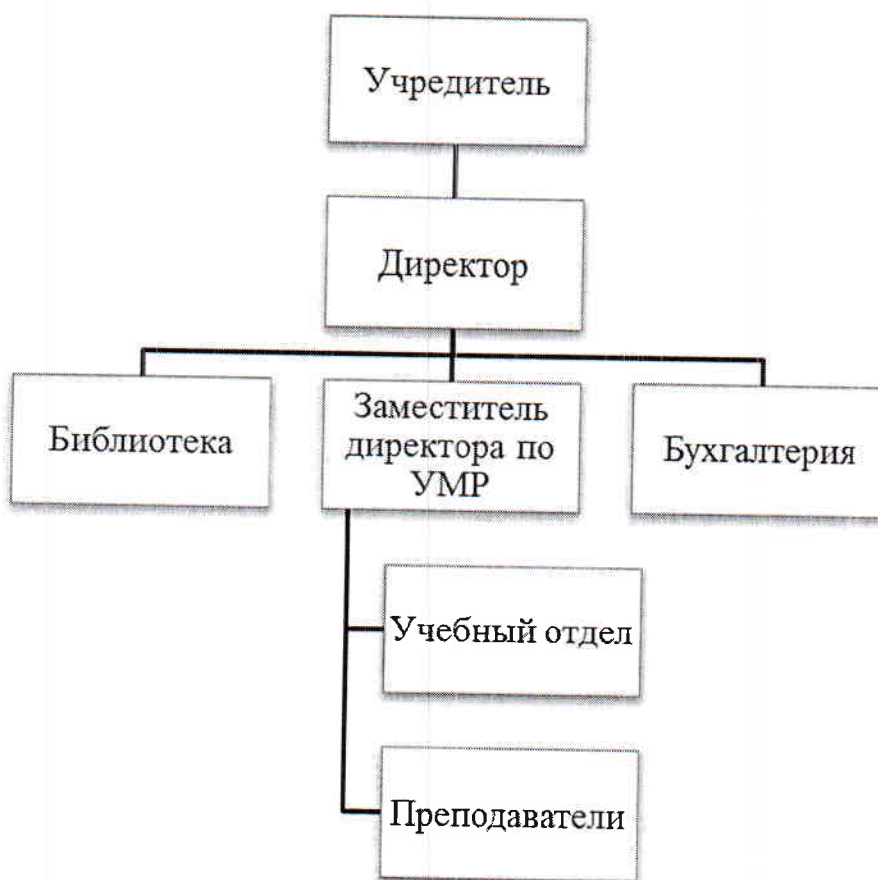 Учредитель
Директор
Библиотека
Заместитель
директора по
УМР
Бухгалтерия
Учебный отдел
Преподаватели